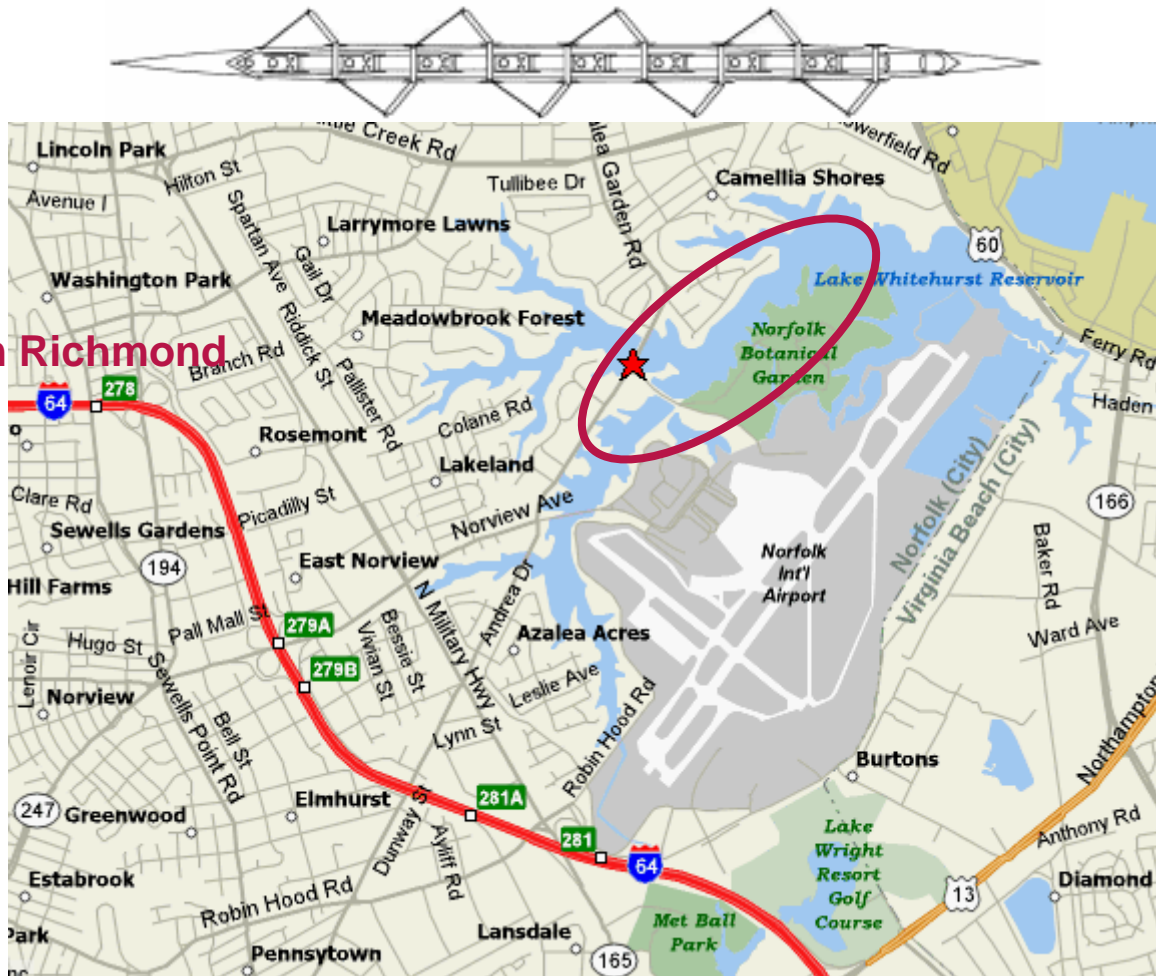 Creek Rd
Lincoln Park
Hilton St
Avenue I
Tullibee Dr
Camellia Shores
Garden Rd
Spartan Ave
Larrymore Lawns
60
Gail Dr
Riddick St
Washington Park
Lake Whitehurst Reservoir
Meadowbrook Forest
Norfolk
Botanical
Garden
Richmond
Branch Rd
Ferry Rd
278
64
Pallister Rd
Haden
Colane Rd
Rosemont
Lakeland
Norfolk (City)
Virginia Beach (City)
Clare Rd
Picadilly St
Norview Ave
166
Sewells Gardens
194
East Norview
Norfolk
Int'l
Airport
Baker Rd
Hill Farms
N Military Hwy
Andrea Dr
Pall Mall St
279A
Hugo St
Bessie St
Vivian St
Azalea Acres
Ward Ave
Lenoir Cir
279B
Leslie Ave
Norview
Sewells Point Rd
Bell St
Lynn St
Robin Hood Rd
Northampton
Burtons
247
Greenwood
Elmhurst
281A
Dunway St
Ayliff Rd
281
64
Lake
Wright
Resort
Golf
Course
Anthony Rd
Estabrook
Robin Hood Rd
13
Diamond
Met Ball
Park
Lansdale
Park
Pennsytown
165